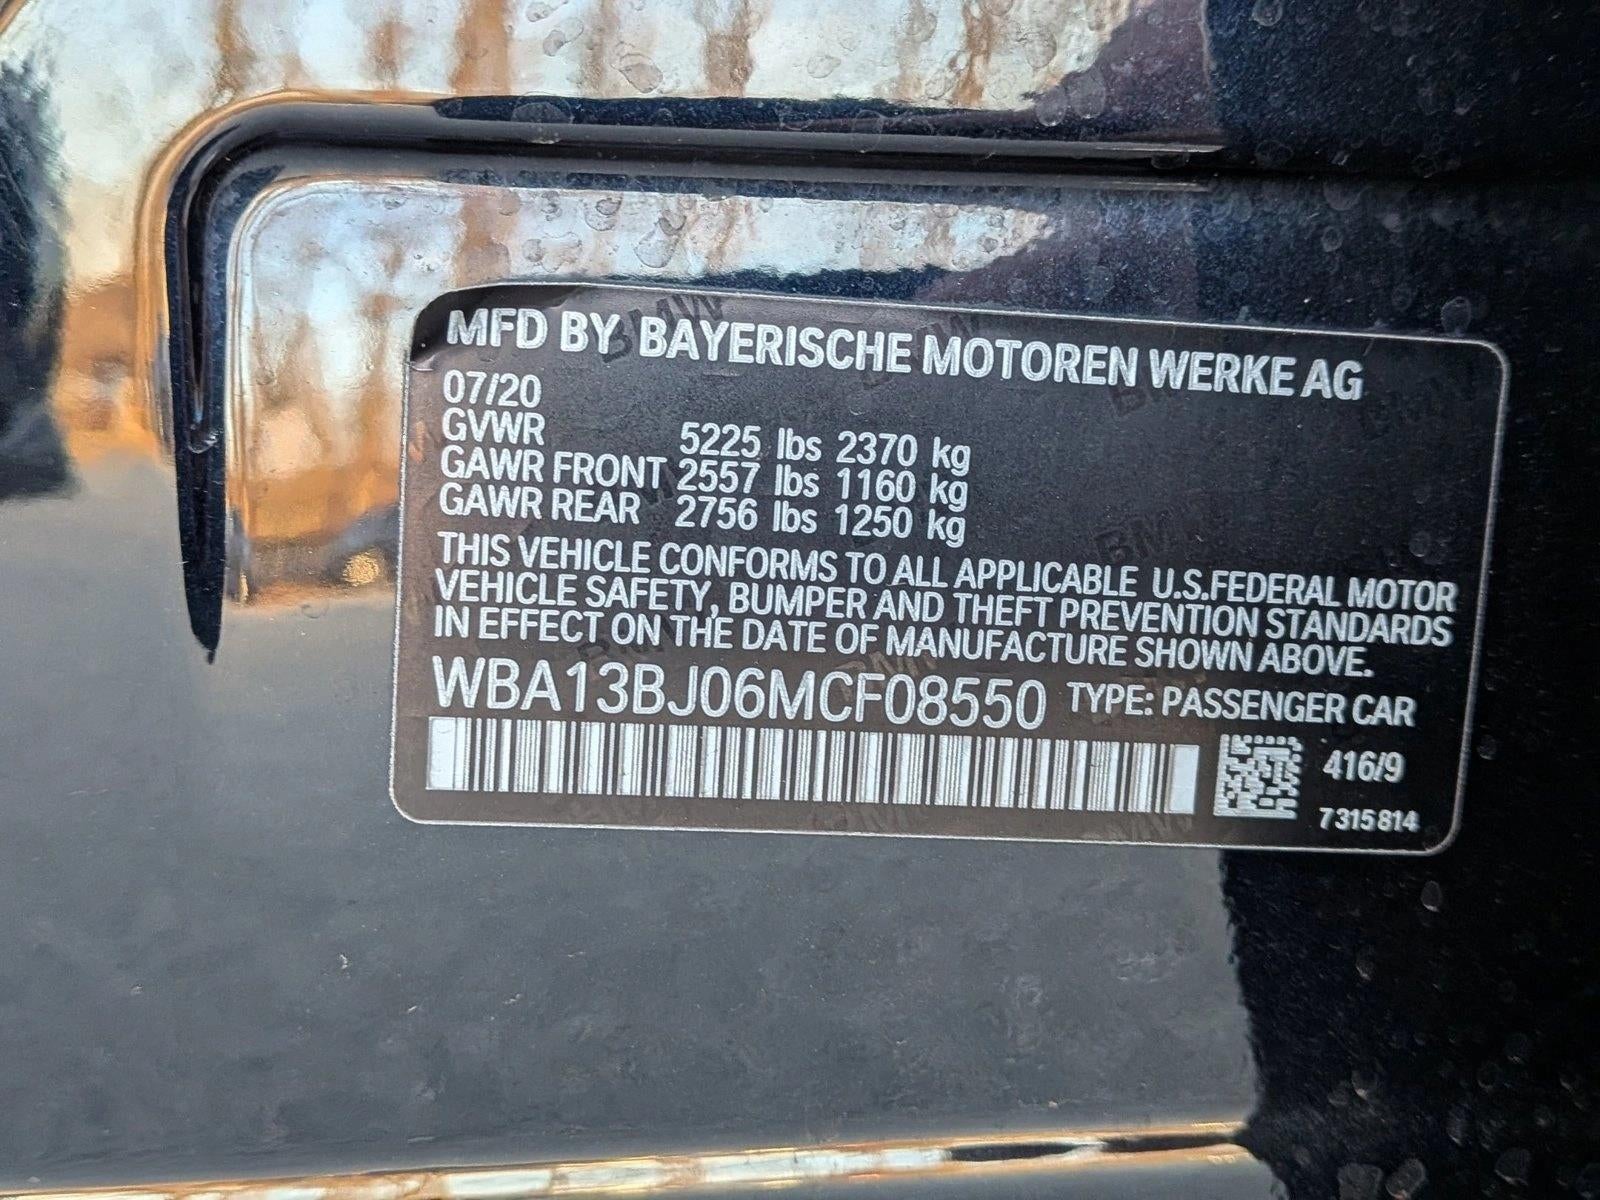 MFD BY BAYERISCHE MOTOREN WERKE AG
07/20
GVWR 5225 lbs 2370 kg
GAWR FRONT 2557 lbs 1160 kg
GAWR REAR 2756 lbs 1250 kg
THIS VEHICLE CONFORMS TO ALL APPLICABLE U.S.FEDERAL MOTOR
VEHICLE SAFETY, BUMPER AND THEFT PREVENTION STANDARDS
IN EFFECT ON THE DATE OF MANUFACTURE SHOWN ABOVE.
WBA13BJ06MCF08550 TYPE: PASSENGER CAR
416/9
7315814